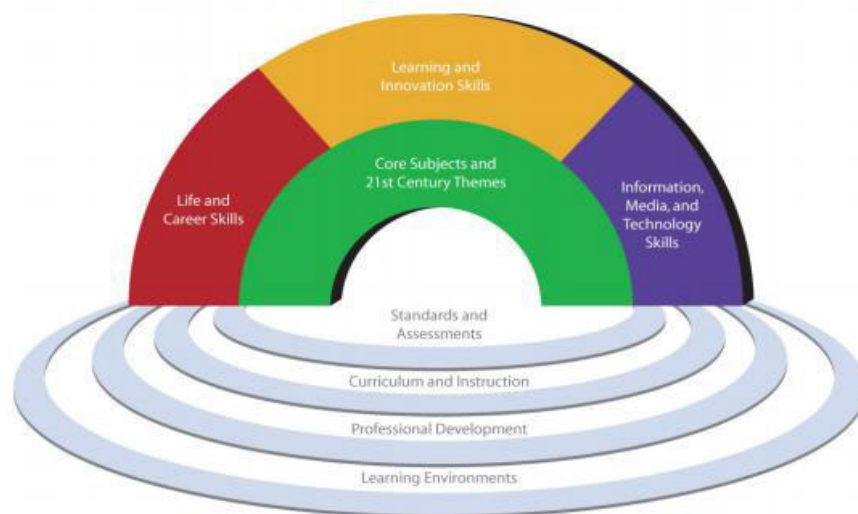 Learning and
Innovation Skills
Core Subjects and
21st Century Themes
Life and
Career Skills
Information,
Media, and
Technology
Skills
Standards and
Assessments
Curriculum and Instruction
Professional Development
Learning Environments